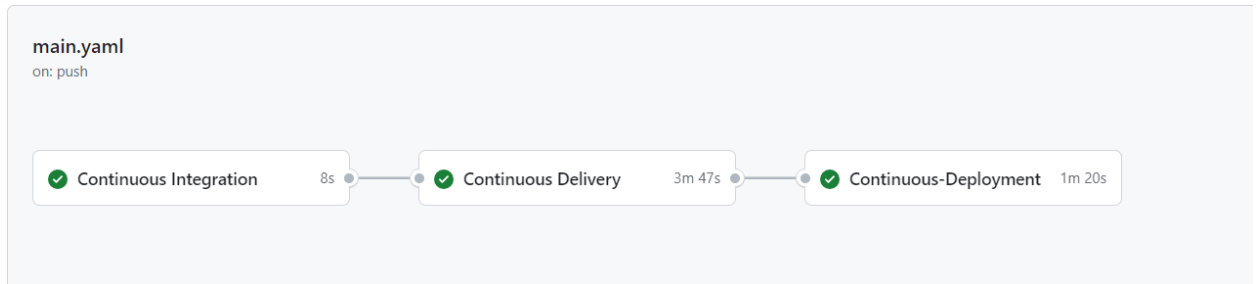 main.yaml
on: push
Continuous Integration 8s
Continuous Delivery 3m 47s
Continuous-Deployment 1m 20s